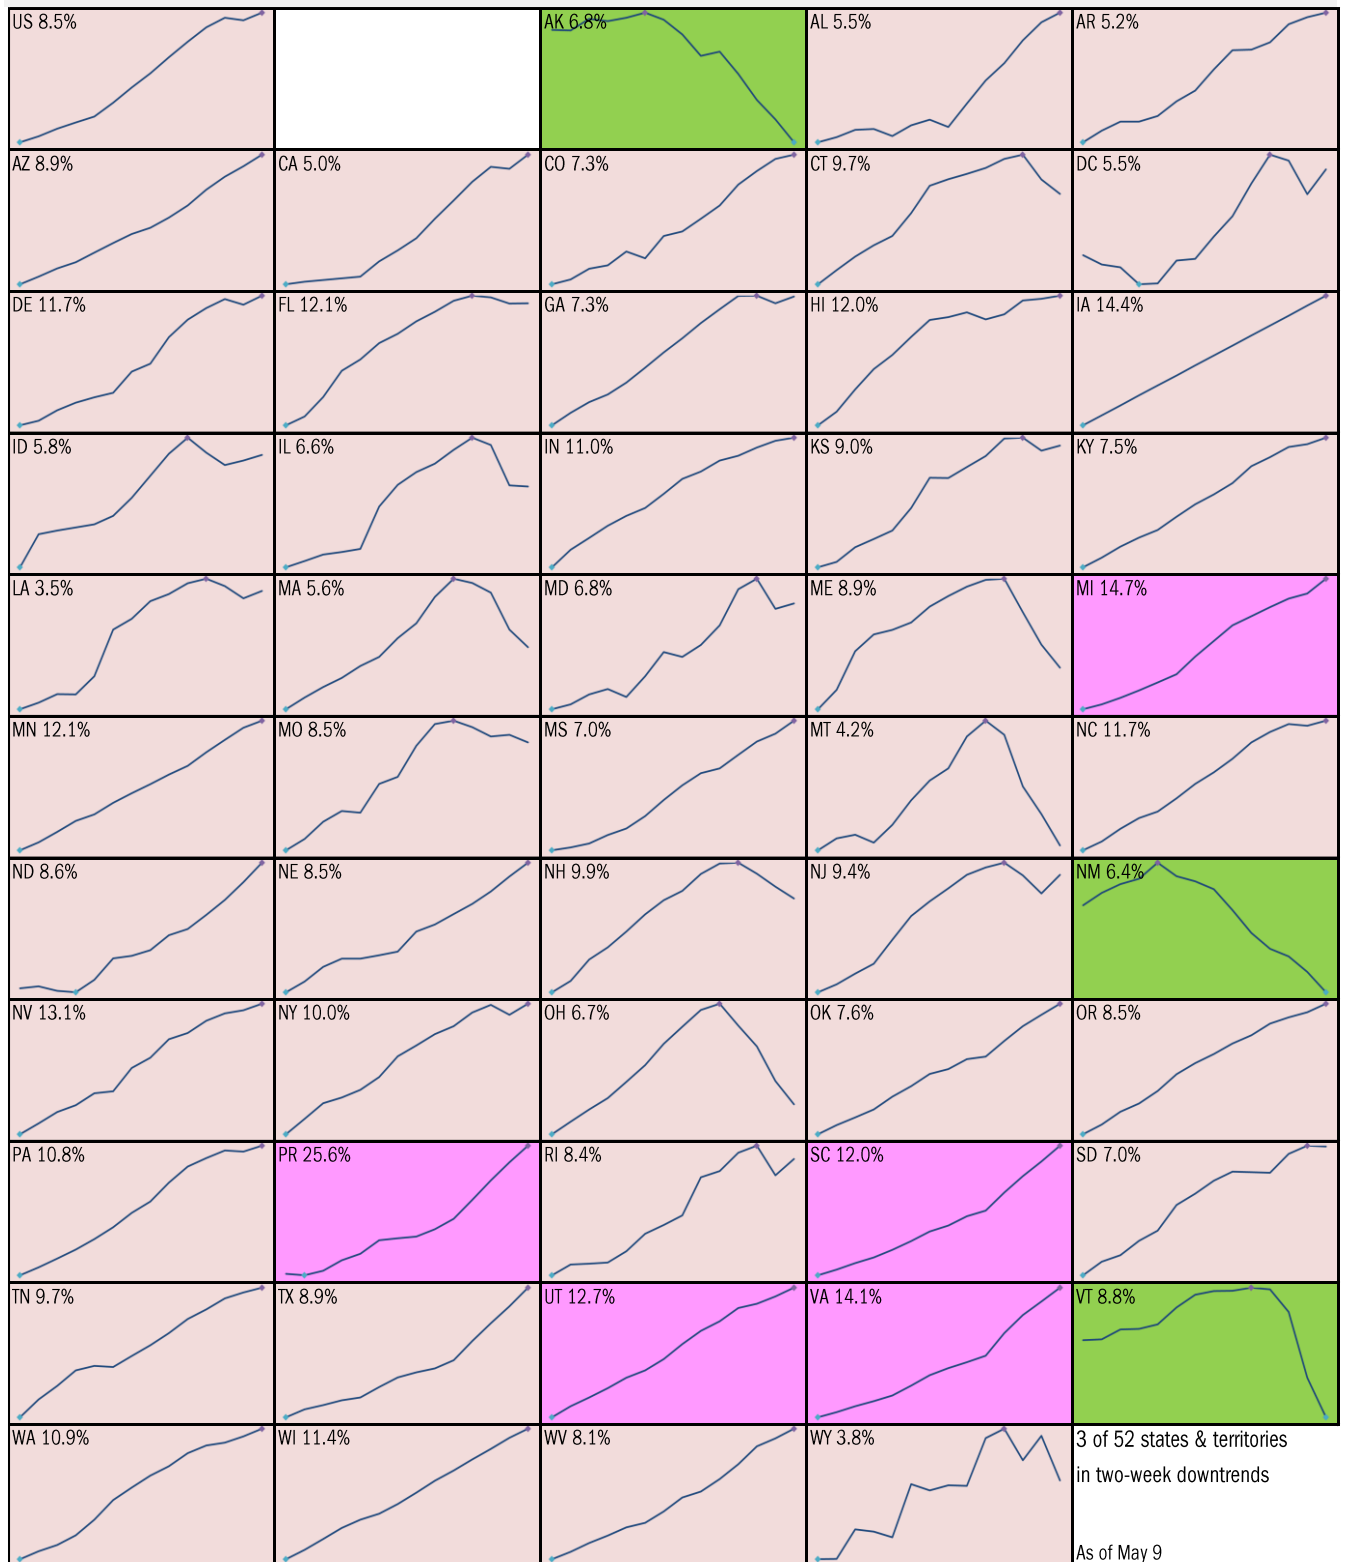 US 8.5%
AK 6.8%
AL 5.5%
AR 5.2%
AZ 8.9%
CA 5.0%
CO 7.3%
CT 9.7%
DC 5.5%
DE 11.7%
FL 12.1%
GA 7.3%
HI 12.0%
IA 14.4%
ID 5.8%
IL 6.6%
IN 11.0%
KS 9.0%
KY 7.5%
LA 3.5%
MA 5.6%
MD 6.8%
ME 8.9%
MI 14.7%
MN 12.1%
MO 8.5%
MS 7.0%
MT 4.2%
NC 11.7%
ND 8.6%
NE 8.5%
NH 9.9%
NJ 9.4%
NM 6.4%
NV 13.1%
NY 10.0%
OH 6.7%
OK 7.6%
OR 8.5%
PA 10.8%
PR 25.6%
RI 8.4%
SC 12.0%
SD 7.0%
TN 9.7%
TX 8.9%
UT 12.7%
VA 14.1%
VT 8.8%
WA 10.9%
WI 11.4%
WV 8.1%
WY 3.8%
3 of 52 states & territories
in two-week downtrends
As of May 9